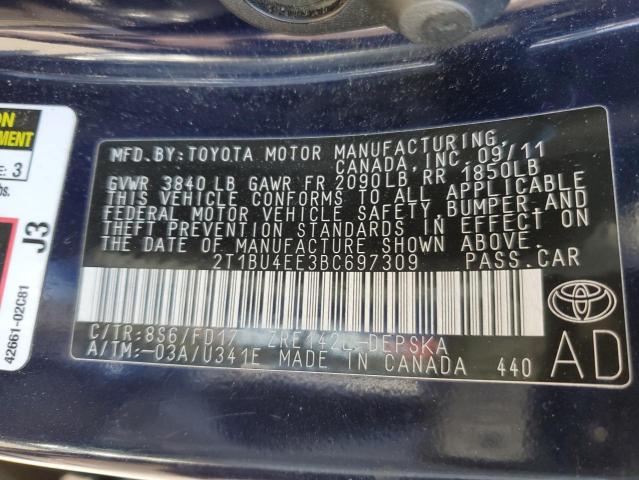 MFD.BY:TOYOTA MOTOR MANUFACTURING,
CANADA, INC. 09/11
GVWR 3840 LB GAWR FR 2090LB, RR 1850LB
THIS VEHICLE CONFORMS TO ALL APPLICABLE
FEDERAL MOTOR VEHICLE SAFETY, BUMPER, AND
THEFT PREVENTION STANDARDS IN EFFECT ON
THE DATE OF MANUFACTURE SHOWN ABOVE.
2T1BU4EE3BC697309 PASS.CAR
C/TR:8S6/FD17 ZRE142L-DEPSKA
A/TM:-03A/U341E MADE IN CANADA 440
AD
J3
42661-02C81
3